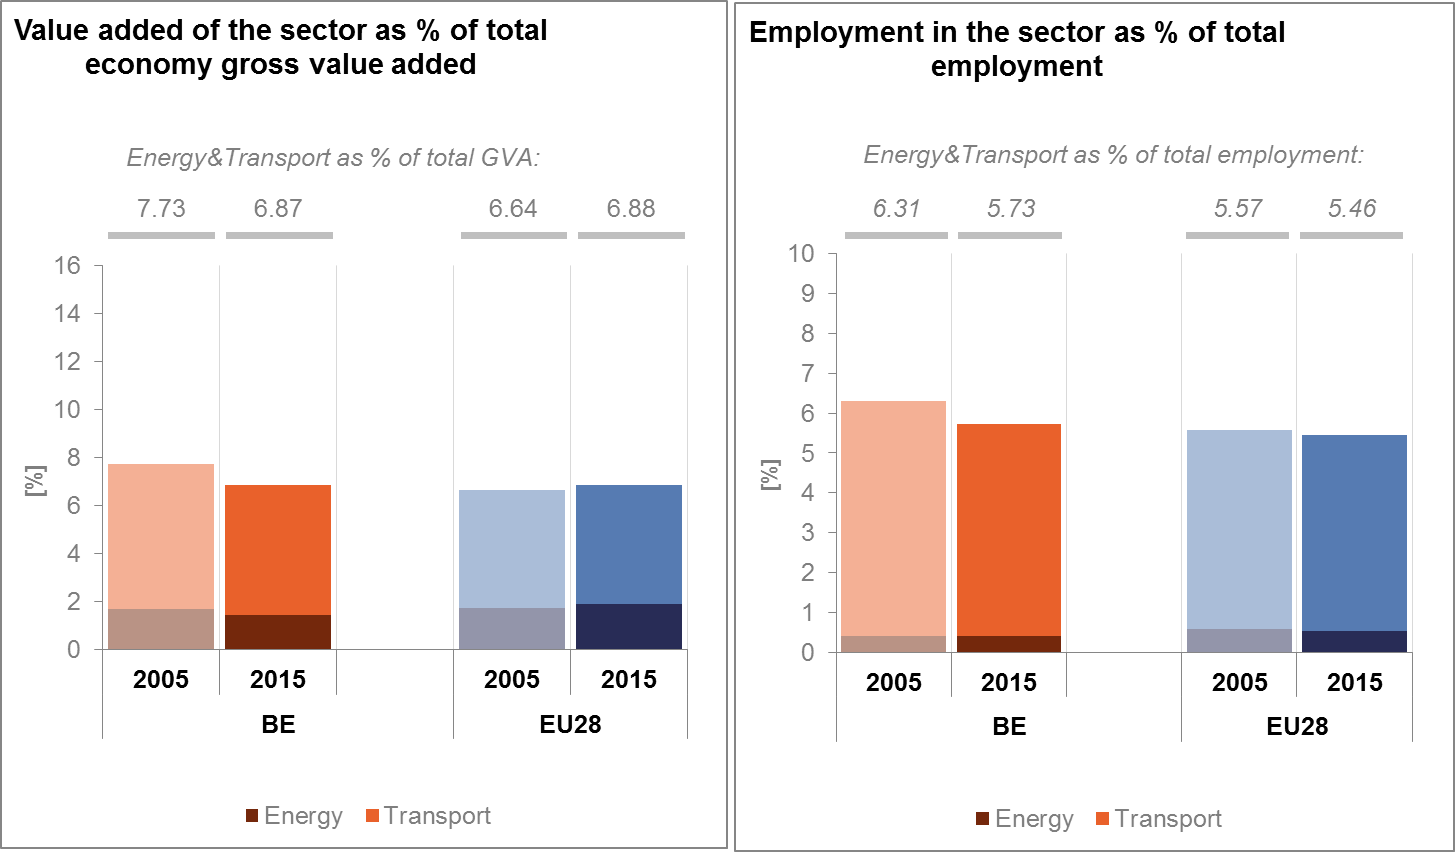 Value added of the sector as % of total
economy gross value added
Energy&Transport as % of total GVA:
7.73 6.87 6.64 6.88
16
14
12
10
8
6
4
2
0
[%]
2005 2015 2005 2015
BE EU28
Energy Transport
Employment in the sector as % of total
employment
Energy&Transport as % of total employment:
6.31 5.73 5.57 5.46
10
9
8
7
6
5
4
3
2
1
0
[%]
2005 2015 2005 2015
BE EU28
Energy Transport